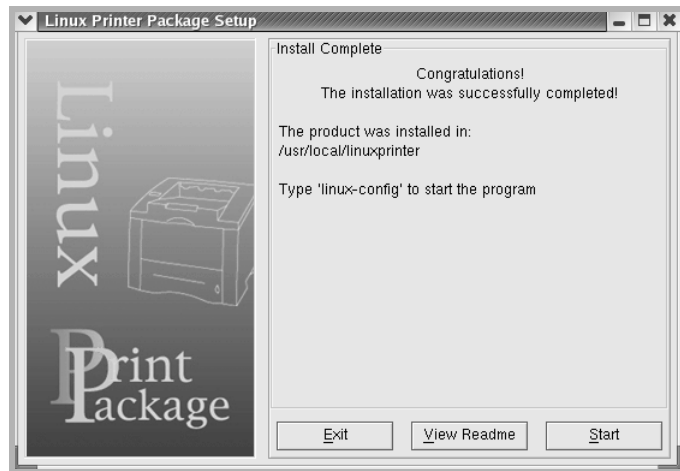 Linux Printer Package Setup
Linux
Print
Package
Install Complete
Congratulations!
The installation was successfully completed!
The product was installed in:
/usr/local/linuxprinter
Type 'linux-config' to start the program
Exit
View Readme
Start